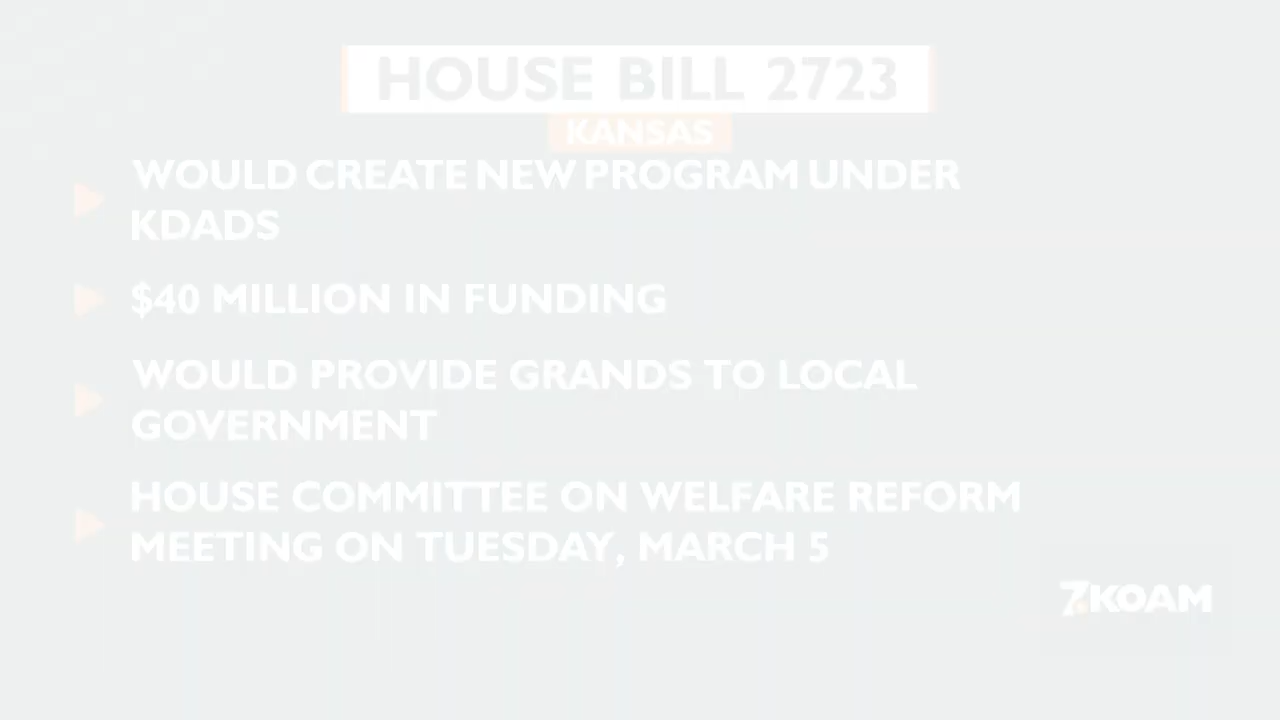 HOUSE BILL 2723
KANSAS
WOULD CREATE NEW PROGRAM UNDER
KDADS
$40 MILLION IN FUNDING
WOULD PROVIDE GRANDS TO LOCAL
GOVERNMENT
HOUSE COMMITTEE ON WELFARE REFORM
MEETING ON TUESDAY, MARCH 5
7 KOAM